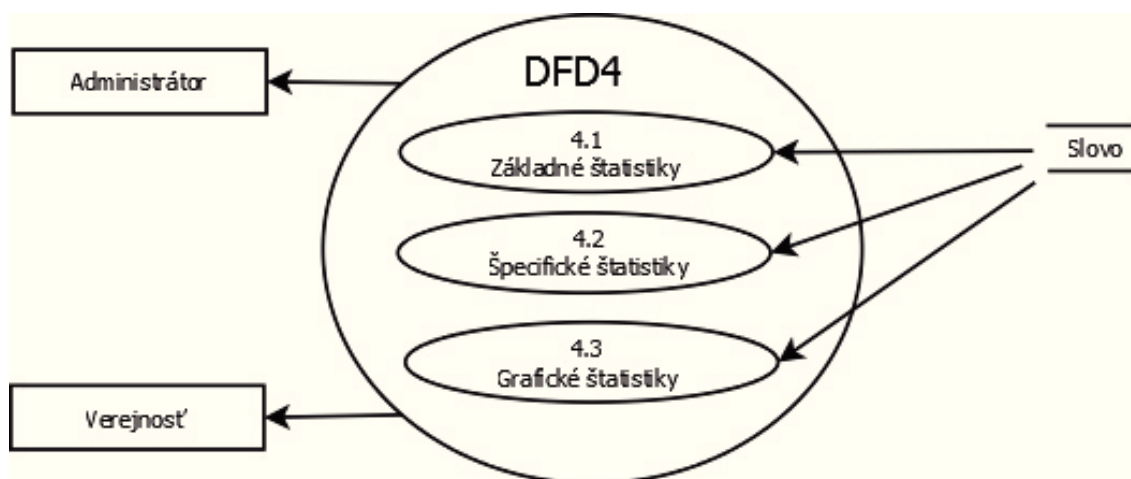 DFD4
Administrátor
4.1
Základné štatistiky
Slovo
4.2
Špecifické štatistiky
4.3
Grafické štatistiky
Verejnosť